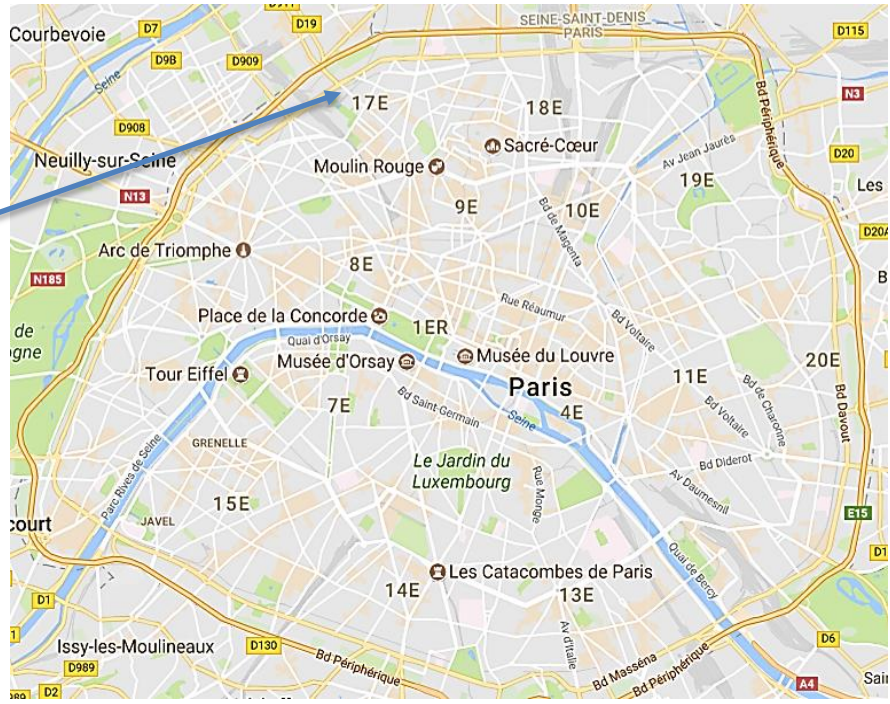 SEINE-SAINT-DENIS
PARIS
D19
D7
Courbevoie
D115
D9B
D909
Seine
Bd Périphérique
N3
17E
18E
D908
Neuilly-sur-Seine
Sacré-Cœur
Moulin Rouge
Av Jean Jaurès
D20
19E
Les
N13
9E
10E
Bd de Magenta
D20A
Arc de Triomphe
8E
N185
B
Rue Réaumur
Place de la Concorde
1ER
Bd Voltaire
de
ogne
Quai d'Orsay
Musée d'Orsay
Musée du Louvre
20E
Tour Eiffel
Paris
11E
Bd de Charonne
Bd Davout
7E
Bd Saint-Germain
Seine
4E
Bd Voltaire
GRENELLE
Le Jardin du
Luxembourg
Rue Monge
Bd Diderot
Av Daumesnil
Parc Rives de Seine
15E
E15
court
JAVEL
Quai de Bercy
D1
Les Catacombes de Paris
14E
13E
D1
1
Av d'Italie
Issy-les-Moulineaux
D130
D6
D989
Bd Périphérique
Bd Masséna
Bd Périphérique
A4
Sai
989
D2